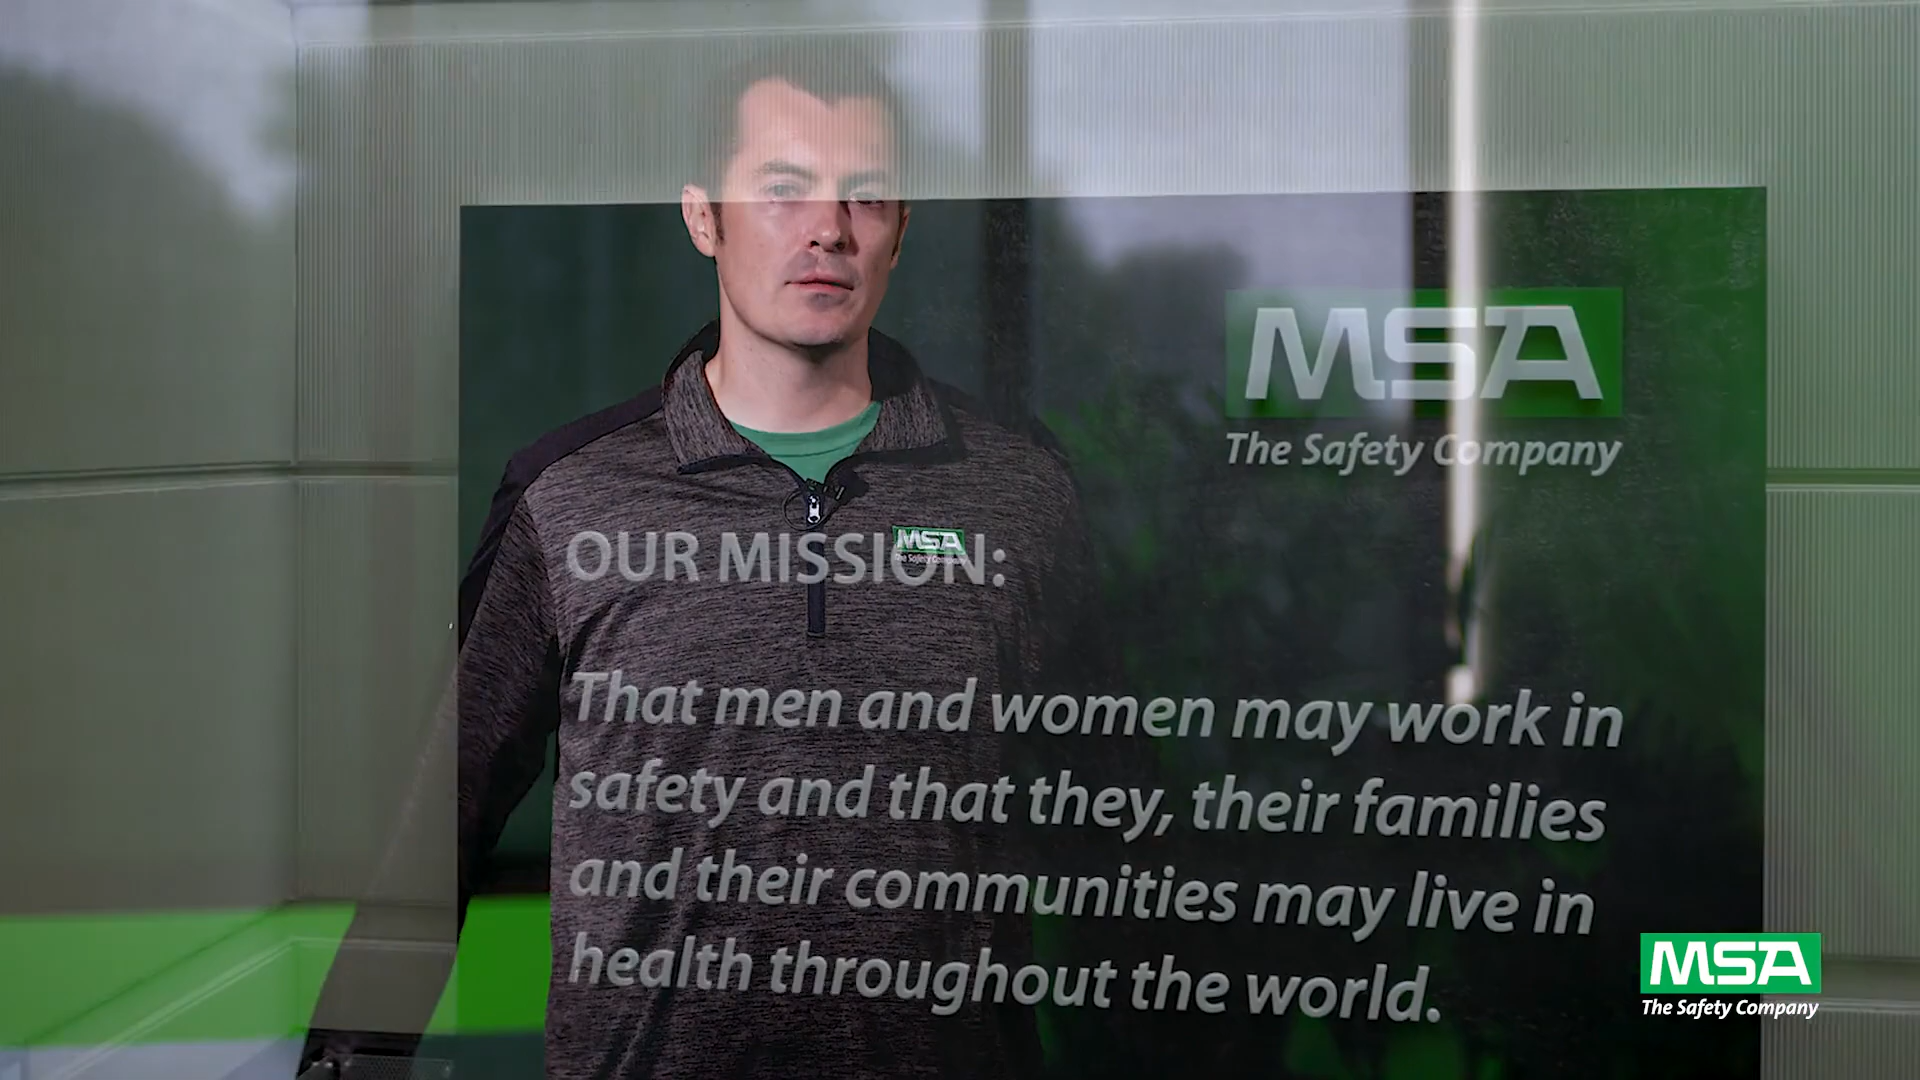 MSA
The Safety Company
MSA
The Safety Company
OUR MISSION:
That men and women may work in
safety and that they, their families
and their communities may live in
health throughout the world.
MSA
The Safety Company